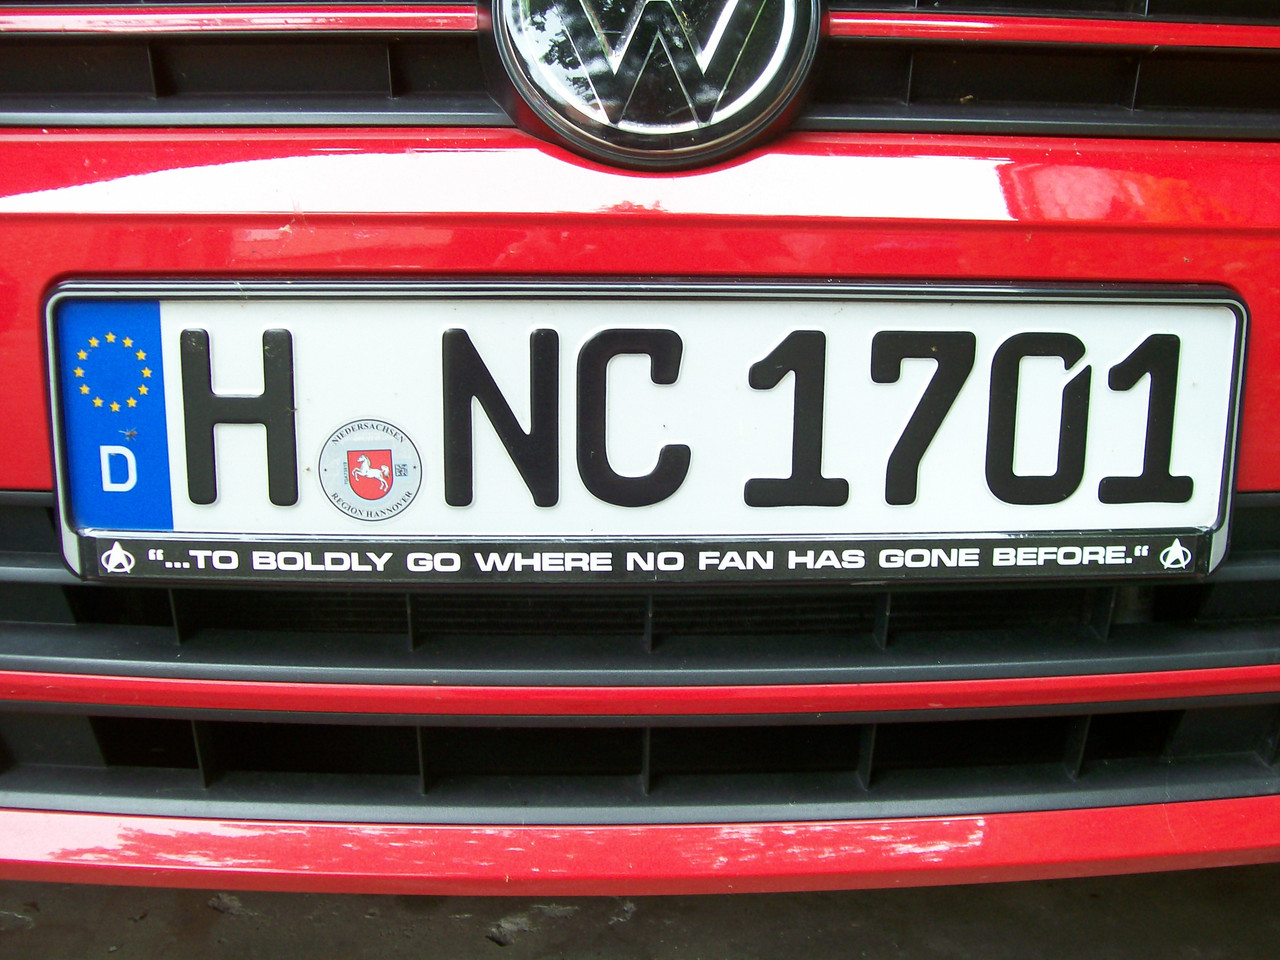 H NC 1701
D
NIEDERSACHSEN
REGION HANNOVER
“...TO BOLDLY GO WHERE NO FAN HAS GONE BEFORE.“